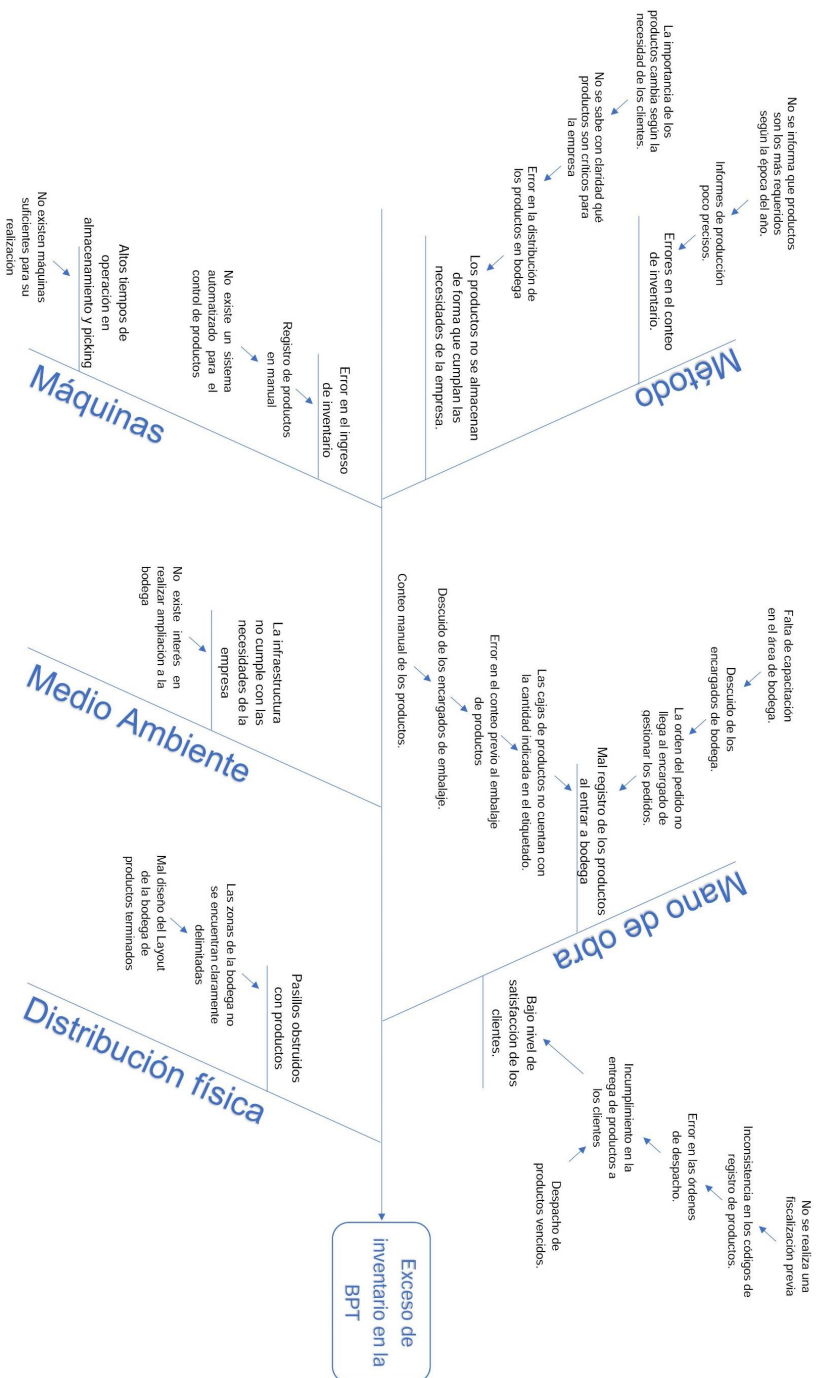 No se informa que productos
son los más requeridos
según la época del año.
Informes de producción
poco precisos.
Errores en el conteo
de inventario.
La importancia de los
productos cambia según la
necesidad de los clientes.
No se sabe con claridad qué
productos son críticos para
la empresa
Error en la distribución de
los productos en bodega
Los productos no se almacenan
de forma que cumplan las
necesidades de la empresa.
Método
Falta de capacitación
en el área de bodega.
Descuido de los
encargados de bodega.
La orden del pedido no
llega al encargado de
gestionar los pedidos.
Mal registro de los productos
al entrar a bodega
Las cajas de productos no cuentan con
la cantidad indicada en el etiquetado.
Error en el conteo previo al embalaje
de productos
Descuido de los encargados de embalaje.
Conteo manual de los productos.
Mano de obra
No se realiza una
fiscalización previa
Inconsistencia en los códigos de
registro de productos.
Error en las órdenes
de despacho.
Incumplimiento en la
entrega de productos a
los clientes
Despacho de
productos vencidos.
Bajo nivel de
satisfacción de los
clientes.
Exceso de
inventario en la
BPT
Error en el ingreso
de inventario
Registro de productos
en manual
No existe un sistema
automatizado para el
control de productos
Altos tiempos de
operación en
almacenamiento y picking
No existen máquinas
suficientes para su
realización
Máquinas
La infraestructura
no cumple con las
necesidades de la
empresa
No existe interés en
realizar ampliación a la
bodega
Medio Ambiente
Pasillos obstruidos
con productos
Las zonas de la bodega no
se encuentran claramente
delimitadas
Mal diseño del Layout
de la bodega de
productos terminados
Distribución física